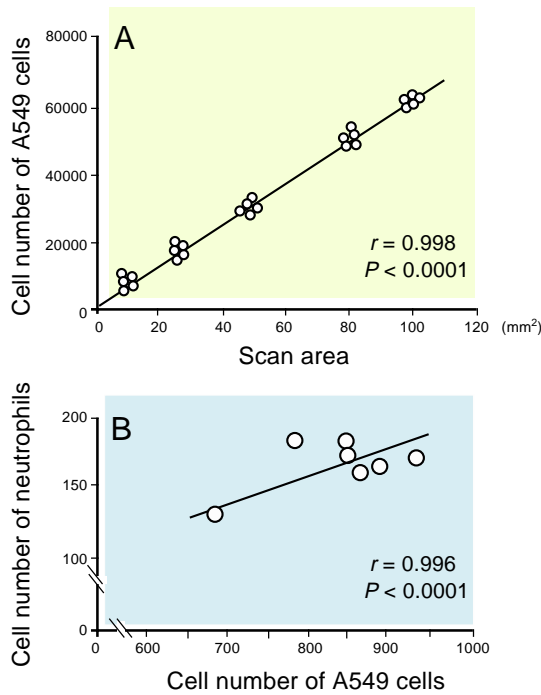 A
Cell number of A549 cells
80000
60000
40000
20000
0
r = 0.998
P < 0.0001
0 20 40 60 80 100 120 (mm²)
Scan area
B
Cell number of neutrophils
200
150
100
0
r = 0.996
P < 0.0001
0 600 700 800 900 1000
Cell number of A549 cells